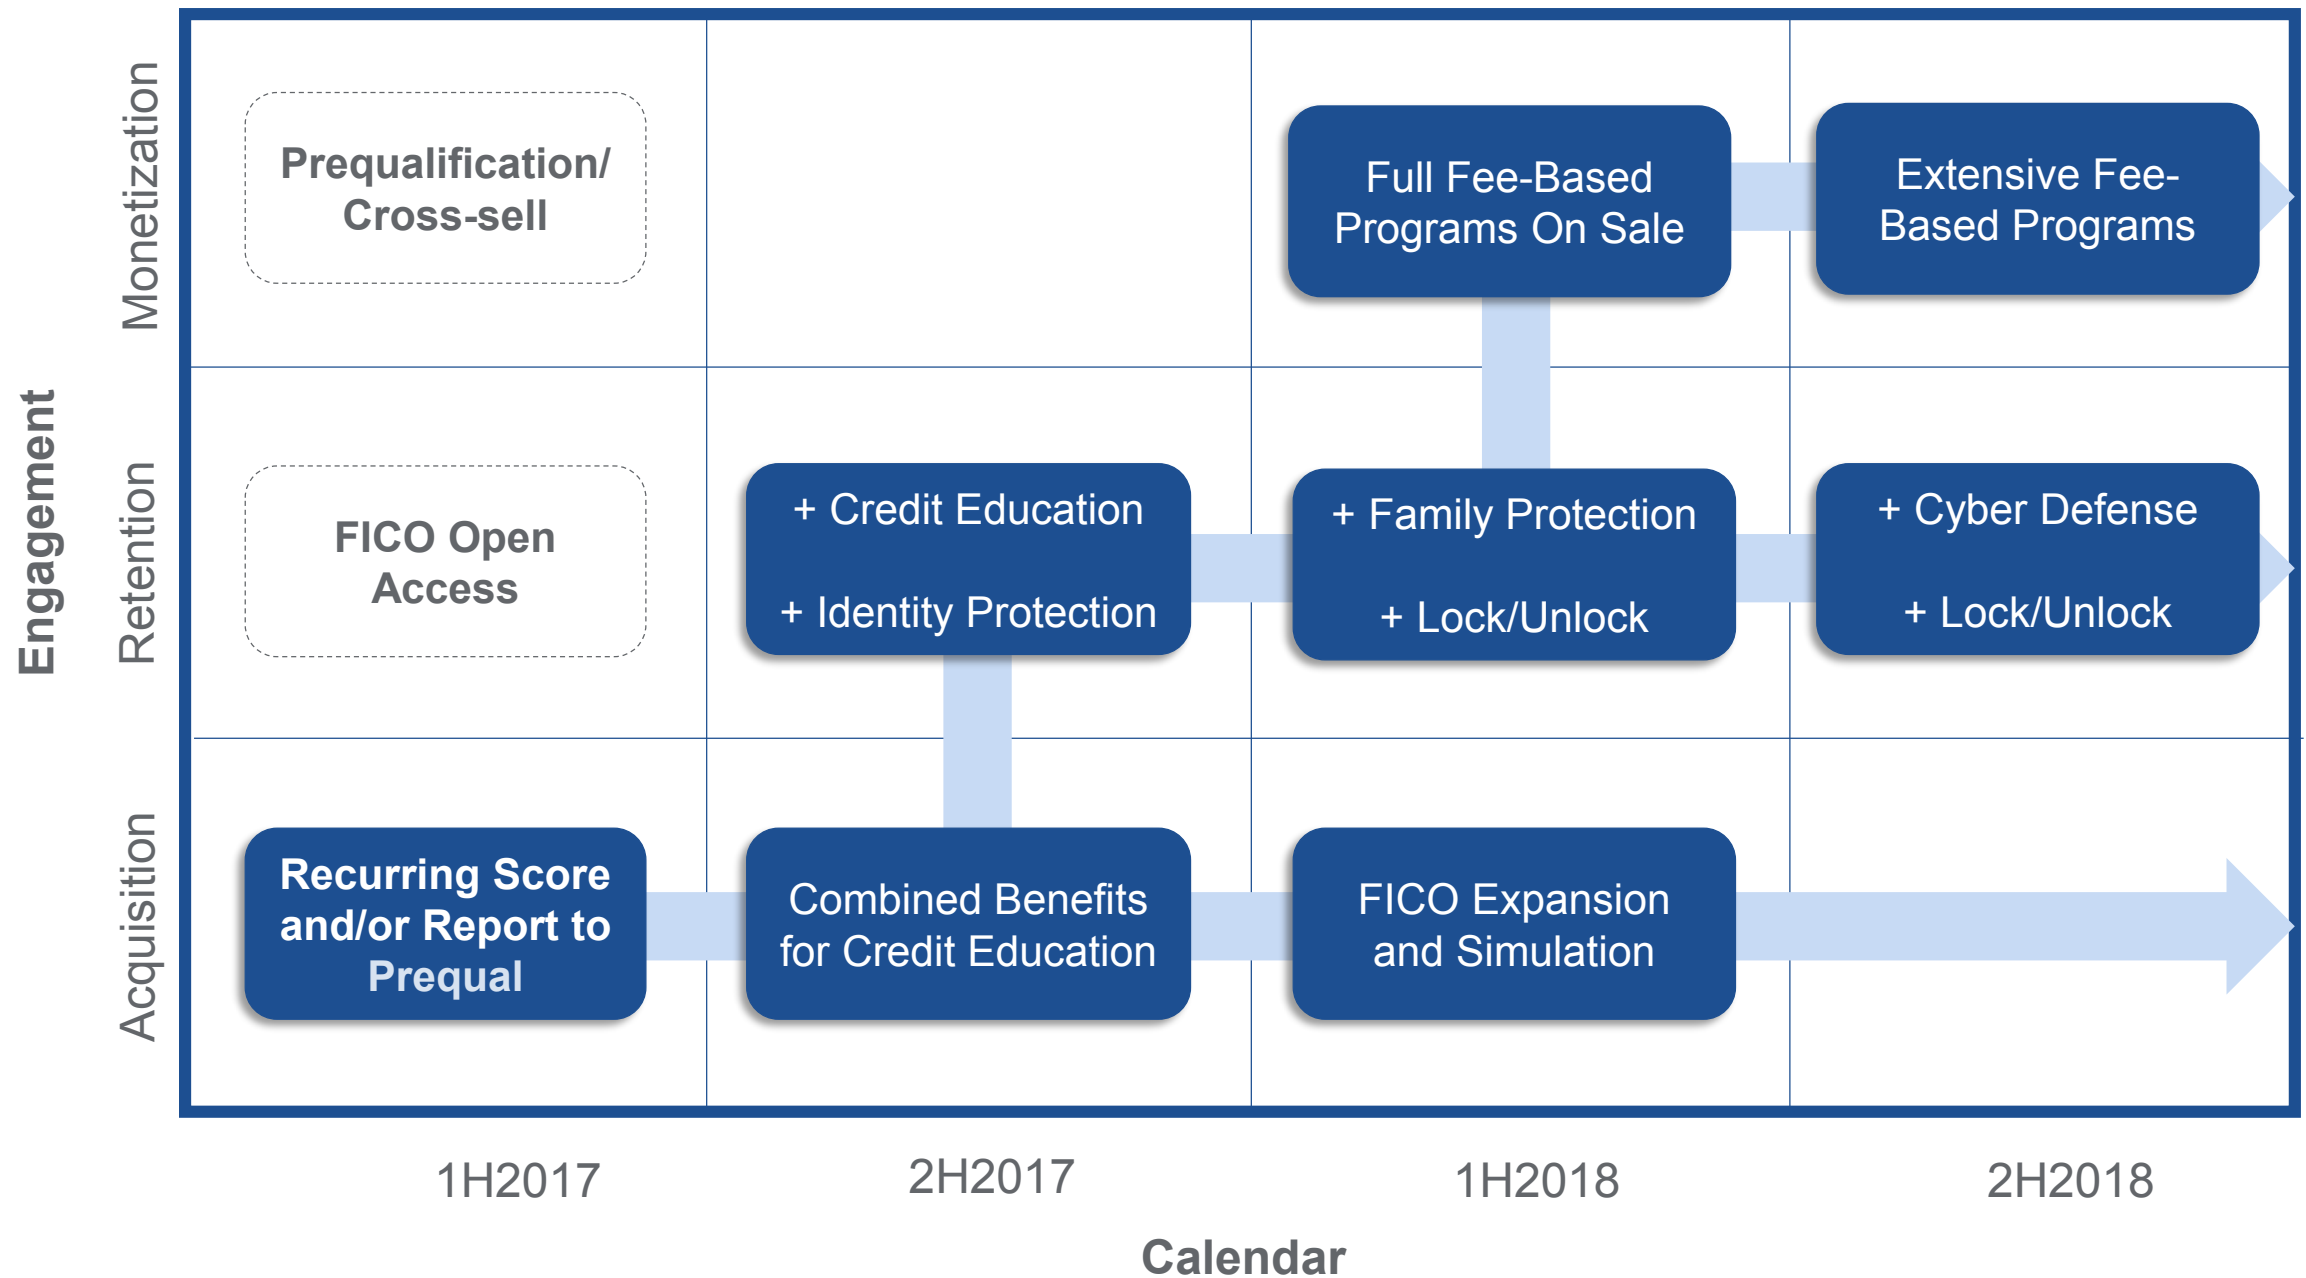 Engagement
Monetization
Prequalification/
Cross-sell
Full Fee-Based
Programs On Sale
Extensive Fee-
Based Programs
Retention
FICO Open
Access
+ Credit Education
+ Identity Protection
+ Family Protection
+ Lock/Unlock
+ Cyber Defense
+ Lock/Unlock
Acquisition
Recurring Score
and/or Report to
Prequal
Combined Benefits
for Credit Education
FICO Expansion
and Simulation
1H2017
2H2017
1H2018
2H2018
Calendar